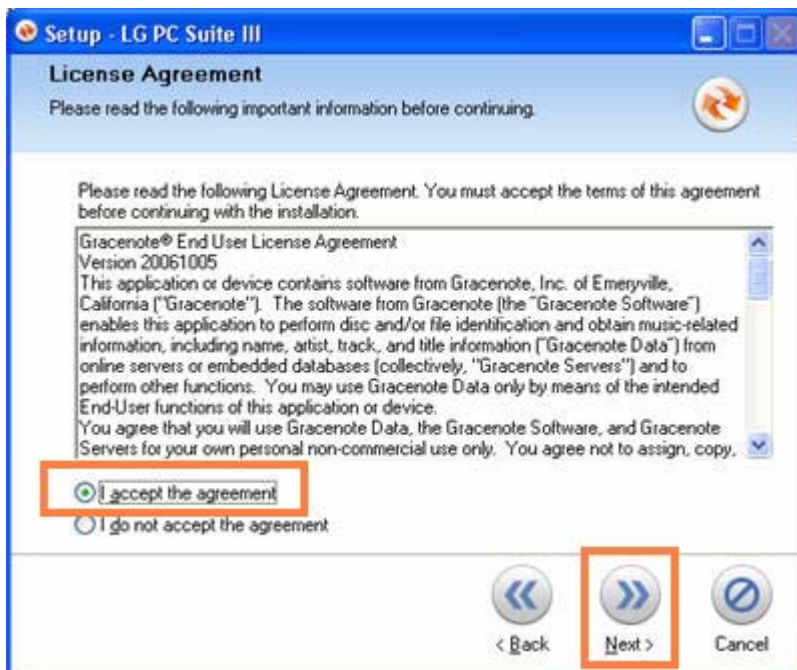 Setup - LG PC Suite III
License Agreement
Please read the following important information before continuing.
Please read the following License Agreement. You must accept the terms of this agreement
before continuing with the installation.
Gracenote® End User License Agreement
Version 20061005
This application or device contains software from Gracenote, Inc. of Emeryville,
California ("Gracenote"). The software from Gracenote (the "Gracenote Software")
enables this application to perform disc and/or file identification and obtain music-related
information, including name, artist, track, and title information ("Gracenote Data") from
online servers or embedded databases (collectively, "Gracenote Servers") and to
perform other functions. You may use Gracenote Data only by means of the intended
End-User functions of this application or device.
You agree that you will use Gracenote Data, the Gracenote Software, and Gracenote
Servers for your own personal non-commercial use only. You agree not to assign, copy,
I accept the agreement
I do not accept the agreement
< Back Next > Cancel